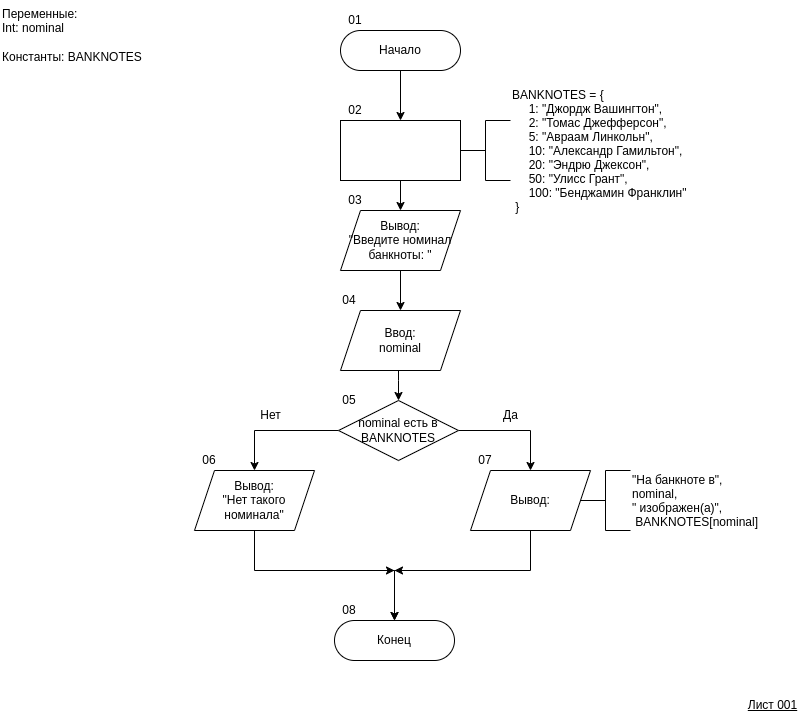 Переменные:
Int: nominal
Константы: BANKNOTES
01
Начало
02
BANKNOTES = {
1: "Джордж Вашингтон",
2: "Томас Джефферсон",
5: "Авраам Линкольн",
10: "Александр Гамильтон",
20: "Эндрю Джексон",
50: "Улисс Грант",
100: "Бенджамин Франклин"
}
03
Вывод:
"Введите номинал
банкноты: "
04
Ввод:
nominal
05
nominal есть в
BANKNOTES
Нет
Да
06
Вывод:
"Нет такого
номинала"
07
Вывод:
"На банкноте в",
nominal,
" изображен(а)",
BANKNOTES[nominal]
08
Конец
Лист 001